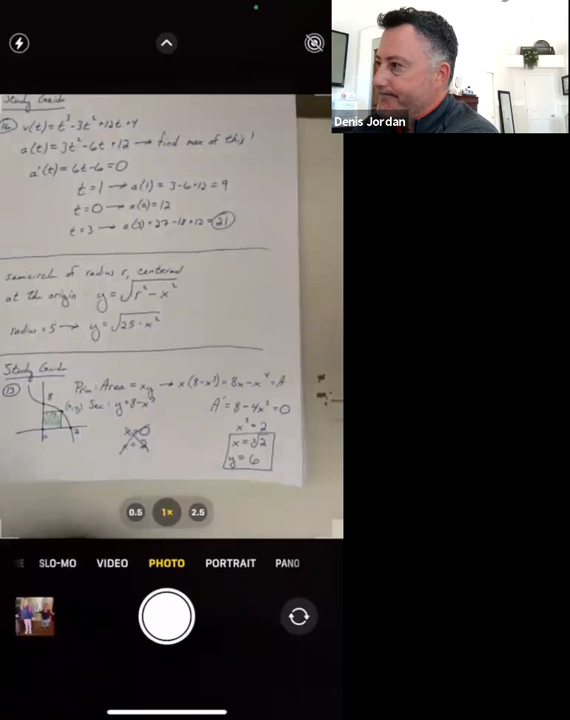 Denis Jordan
Study Guide
16 v(t) = t³ - 3t² + 12t + 4
a(t) = 3t² - 6t + 12 → find max of this!
a'(t) = 6t - 6 = 0
t = 1 → a(1) = 3 - 6 + 12 = 9
t = 0 → a(0) = 12
t = 3 → a(3) = 27 - 18 + 12 = 21
semicircle of radius r, centered
at the origin: y = √r² - x²
radius = 5 → y = √25 - x²
Study Guide
13 Prim: Area = xy → x(8 - x³) = 8x - x⁴ = A
8 (x,y) Sec: y = 8 - x³ A' = 8 - 4x³ = 0
x³ = 2
x = 0 x = ∛2
x = 2 y = 6
2
0.5 1× 2.5
SLO-MO VIDEO PHOTO PORTRAIT PANO